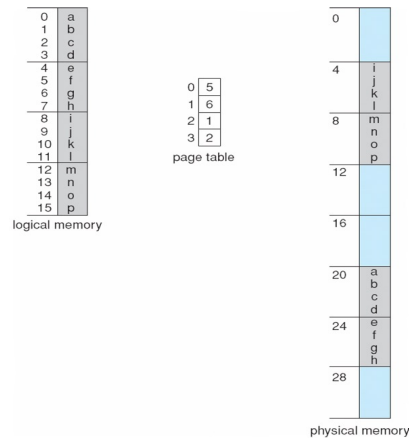 0 a
1 b
2 c
3 d
4 e
5 f
6 g
7 h
8 i
9 j
10 k
11 l
12 m
13 n
14 o
15 p
logical memory
0 5
1 6
2 1
3 2
page table
0
4 i
j
k
l
8 m
n
o
p
12
16
20 a
b
c
d
24 e
f
g
h
28
physical memory